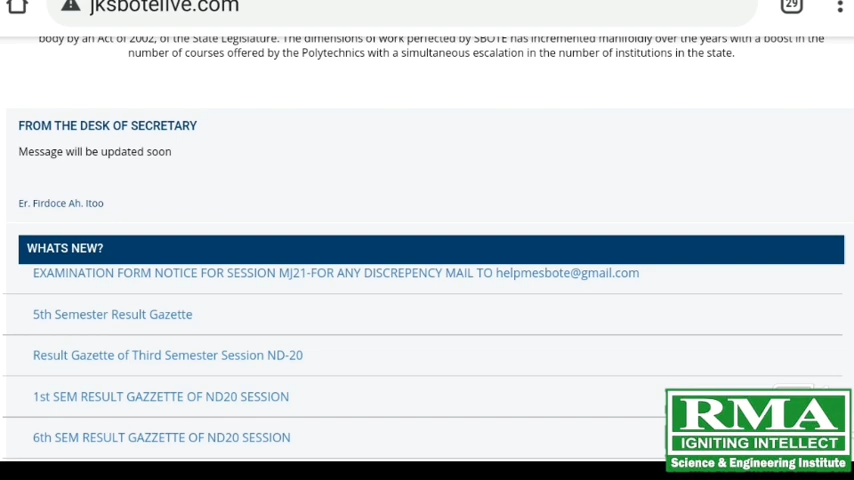 jksbotelive.com
29
body by an Act of 2002, of the State Legislature. The dimensions of work perfected by SBOTE has incremented manifoldly over the years with a boost in the
number of courses offered by the Polytechnics with a simultaneous escalation in the number of institutions in the state.
FROM THE DESK OF SECRETARY
Message will be updated soon
Er. Firdoce Ah. Itoo
WHATS NEW?
EXAMINATION FORM NOTICE FOR SESSION MJ21-FOR ANY DISCREPENCY MAIL TO helpmesbote@gmail.com
5th Semester Result Gazette
Result Gazette of Third Semester Session ND-20
1st SEM RESULT GAZZETTE OF ND20 SESSION
6th SEM RESULT GAZZETTE OF ND20 SESSION
RMA
IGNITING INTELLECT
Science & Engineering Institute